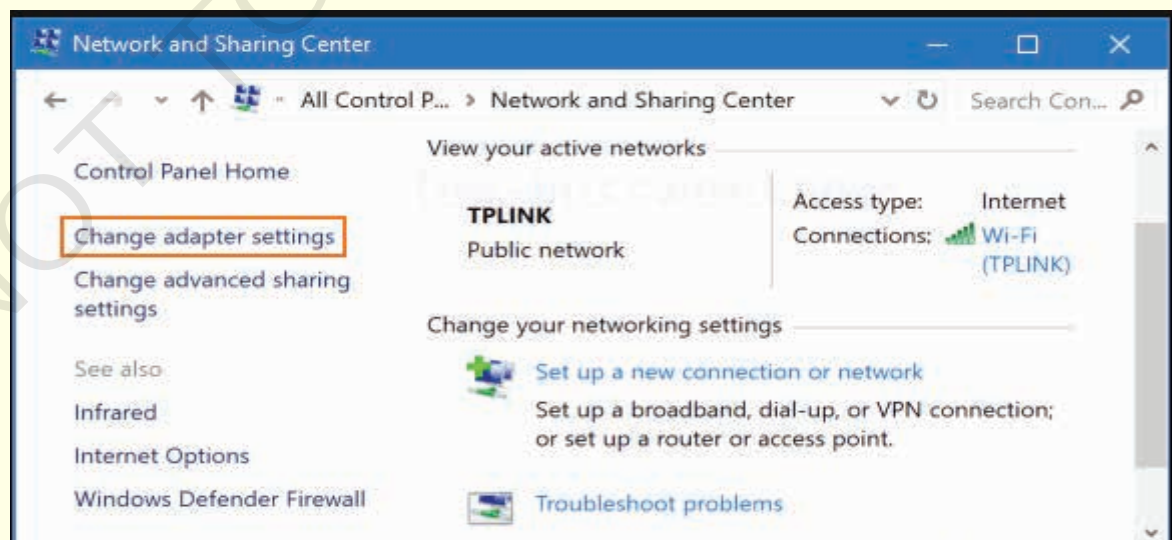 Network and Sharing Center
All Control P... > Network and Sharing Center
Search Con...
Control Panel Home
Change adapter settings
Change advanced sharing
settings
See also
Infrared
Internet Options
Windows Defender Firewall
View your active networks
TPLINK
Public network
Access type: Internet
Connections: Wi-Fi
(TPLINK)
Change your networking settings
Set up a new connection or network
Set up a broadband, dial-up, or VPN connection;
or set up a router or access point.
Troubleshoot problems
NOT TO